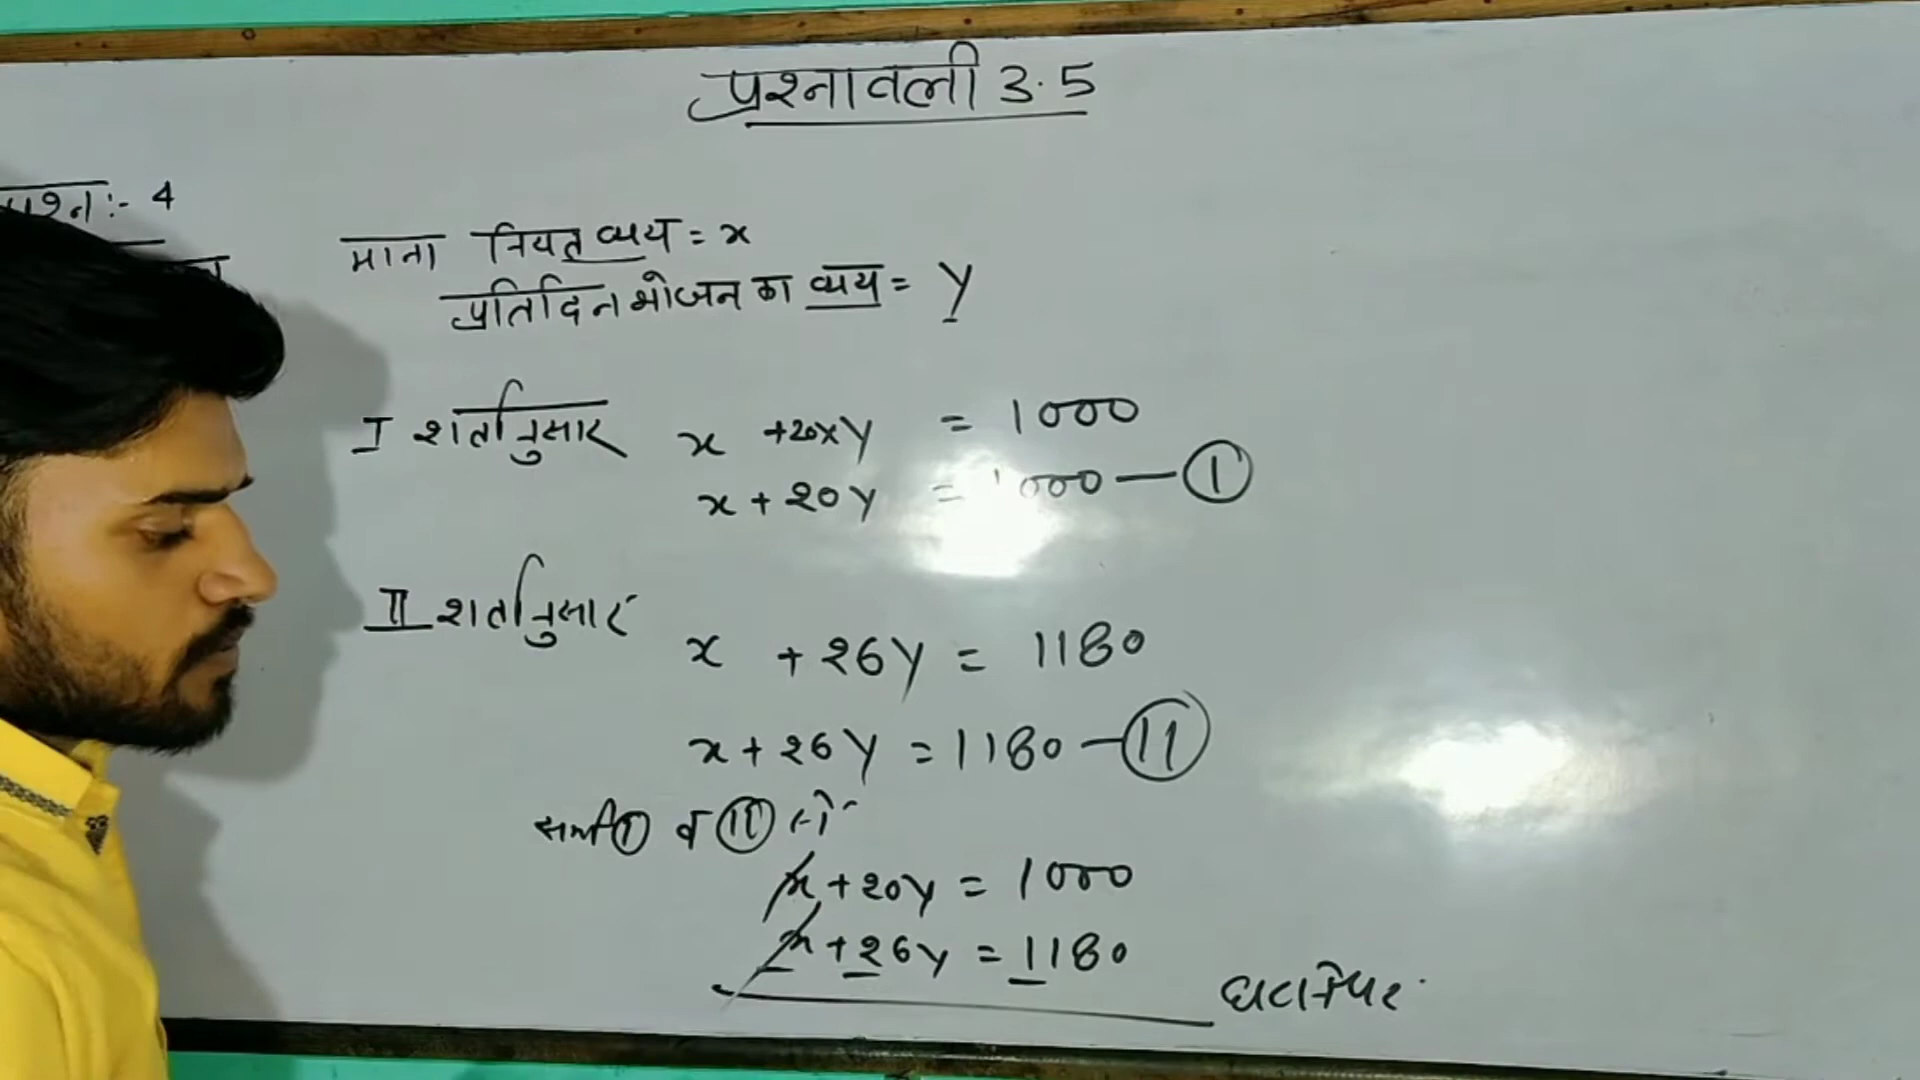 प्रश्नावली 3.5
प्रश्न:- 4
माना नियत व्यय = x
प्रतिदिन भोजन का व्यय = y
I शर्तानुसार x +20xy = 1000
x + 20y = 1000 — ①
II शर्तानुसार
x + 26y = 1180
x + 26y = 1180 — ⑪
समी ① व ⑪ से
x + 20y = 1000
x + 26y = 1180
घटाने पर